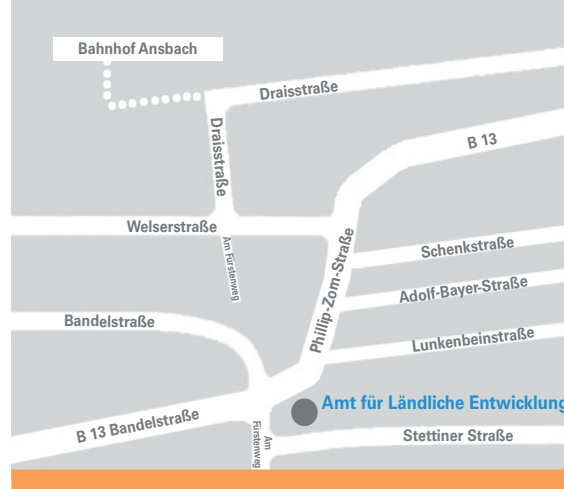 Bahnhof Ansbach
Draisstraße
B 13
Draisstraße
Welserstraße
Am Fürstenweg
Schenkstraße
Phillip-Zom-Straße
Adolf-Bayer-Straße
Bandelstraße
Lunkenbeinstraße
Amt für Ländliche Entwicklung
B 13 Bandelstraße
Am
Fürstenweg
Stettiner Straße